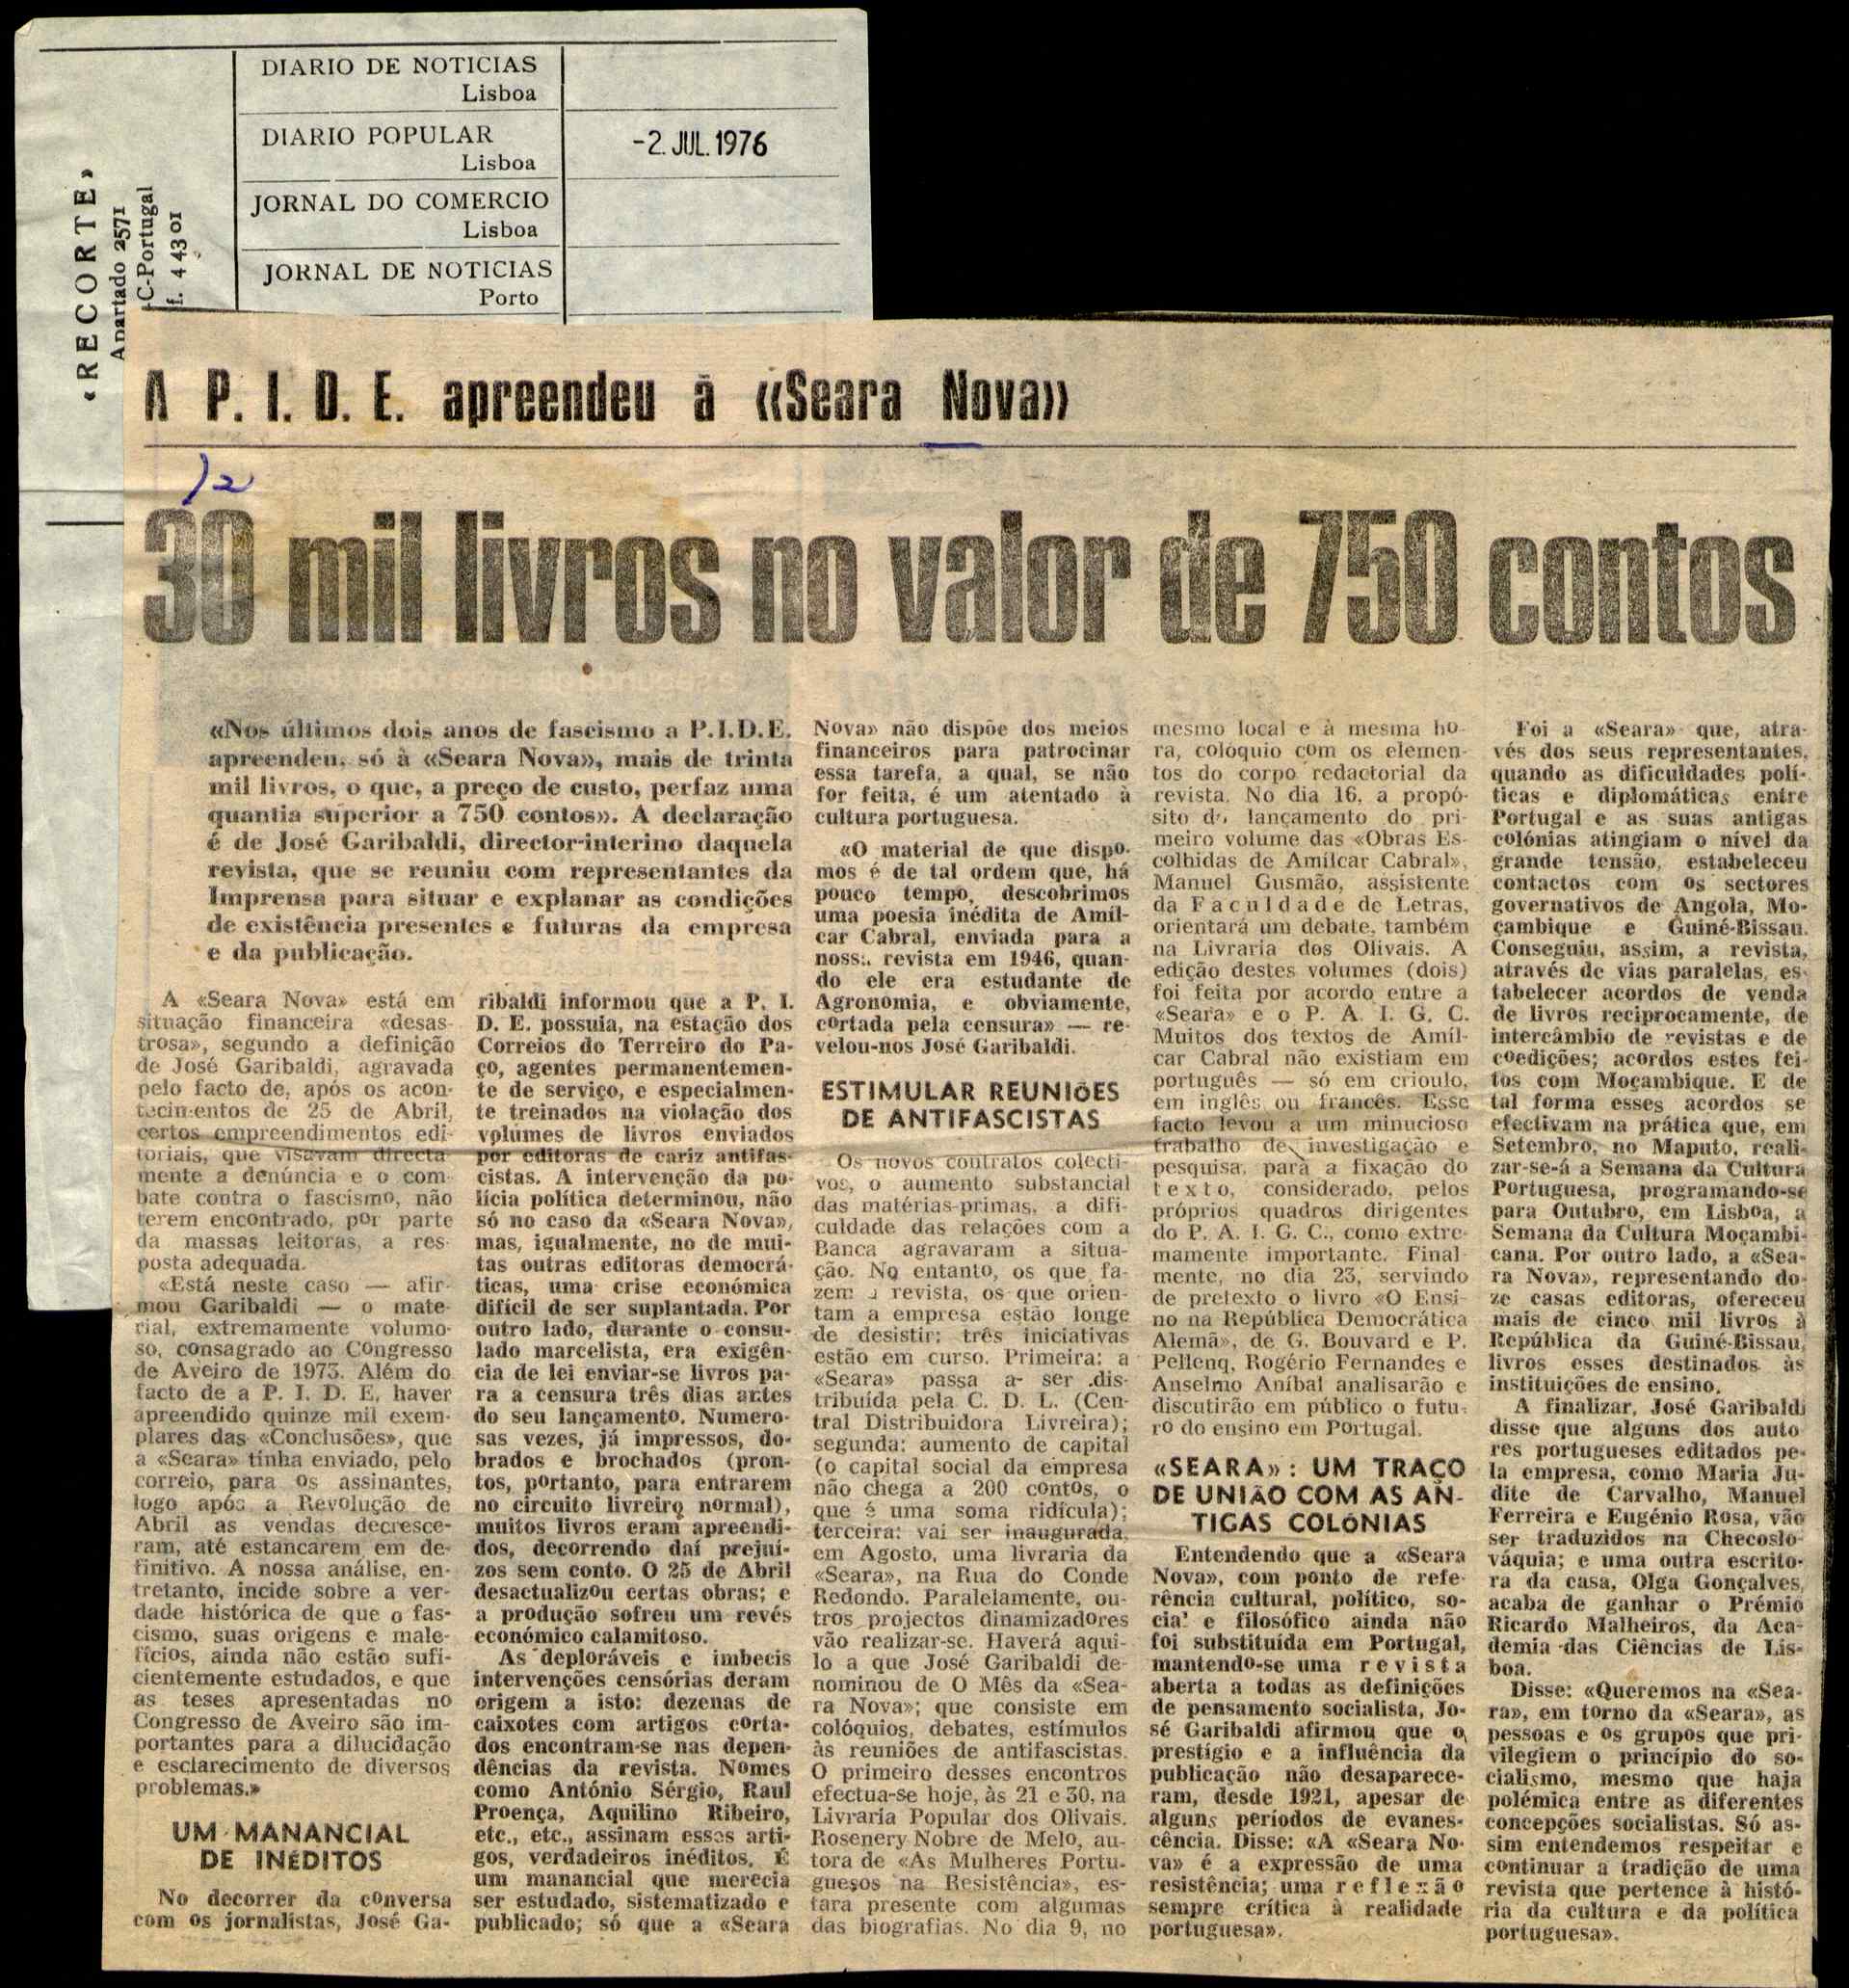 DIARIO DE NOTICIAS
Lisboa
DIARIO POPULAR
Lisboa
-2. JUL. 1976
JORNAL DO COMERCIO
Lisboa
JORNAL DE NOTICIAS
Porto
«RECORTE»
Apartado 2571
-C-Portugal
f. 4 43 01
A P. I. D. E. apreendeu à «Seara Nova»
30 mil livros no valor de 750 contos
«Nos últimos dois anos de fascismo a P.I.D.E.
apreendeu, só à «Seara Nova», mais de trinta
mil livros, o que, a preço de custo, perfaz uma
quantia superior a 750 contos». A declaração
é de José Garibaldi, director-interino daquela
revista, que se reuniu com representantes da
Imprensa para situar e explanar as condições
de existência presentes e futuras da empresa
e da publicação.
A «Seara Nova» está em
situação financeira «desas-
trosa», segundo a definição
de José Garibaldi, agravada
pelo facto de, após os acon-
tecimentos de 25 de Abril,
certos empreendimentos edi-
toriais, que visavam directa-
mente a denúncia e o com-
bate contra o fascismo, não
terem encontrado, por parte
da massas leitoras, a res-
posta adequada.
«Está neste caso — afir-
mou Garibaldi — o mate-
rial, extremamente volumo-
so, consagrado ao Congresso
de Aveiro de 1973. Além do
facto de a P. I. D. E. haver
apreendido quinze mil exem-
plares das «Conclusões», que
a «Seara» tinha enviado, pelo
correio, para os assinantes,
logo após a Revolução de
Abril as vendas decresce-
ram, até estancarem em de-
finitivo. A nossa análise, en-
tretanto, incide sobre a ver-
dade histórica de que o fas-
cismo, suas origens e male-
fícios, ainda não estão sufi-
cientemente estudados, e que
as teses apresentadas no
Congresso de Aveiro são im-
portantes para a dilucidação
e esclarecimento de diversos
problemas.»
UM MANANCIAL
DE INÉDITOS
No decorrer da conversa
com os jornalistas, José Ga-
ribaldi informou que a P. I.
D. E. possuia, na estação dos
Correios do Terreiro do Pa-
ço, agentes permanentemen-
te de serviço, e especialmen-
te treinados na violação dos
volumes de livros enviados
por editoras de cariz antifas-
cistas. A intervenção da po-
lícia política determinou, não
só no caso da «Seara Nova»,
mas, igualmente, no de mui-
tas outras editoras democrá-
ticas, uma crise económica
difícil de ser suplantada. Por
outro lado, durante o consu-
lado marcelista, era exigên-
cia de lei enviar-se livros pa-
ra a censura três dias antes
do seu lançamento. Numero-
sas vezes, já impressos, do-
brados e brochados (pron-
tos, portanto, para entrarem
no circuito livreiro normal),
muitos livros eram apreendi-
dos, decorrendo daí prejuí-
zos sem conto. O 25 de Abril
desactualizou certas obras; e
a produção sofreu um revés
económico calamitoso.
As deploráveis e imbecis
intervenções censórias deram
origem a isto: dezenas de
caixotes com artigos corta-
dos encontram-se nas depen-
dências da revista. Nomes
como António Sérgio, Raul
Proença, Aquilino Ribeiro,
etc., etc., assinam esses arti-
gos, verdadeiros inéditos. É
um manancial que merecia
ser estudado, sistematizado e
publicado; só que a «Seara
Nova» não dispõe dos meios
financeiros para patrocinar
essa tarefa, a qual, se não
for feita, é um atentado à
cultura portuguesa.
«O material de que dispo-
mos é de tal ordem que, há
pouco tempo, descobrimos
uma poesia inédita de Amíl-
car Cabral, enviada para a
nossa revista em 1946, quan-
do ele era estudante de
Agronomia, e obviamente,
cortada pela censura» — re-
velou-nos José Garibaldi.
ESTIMULAR REUNIÕES
DE ANTIFASCISTAS
Os novos contratos colecti-
vos, o aumento substancial
das matérias-primas, a difi-
culdade das relações com a
Banca agravaram a situa-
ção. No entanto, os que fa-
zem a revista, os que orien-
tam a empresa estão longe
de desistir; três iniciativas
estão em curso. Primeira: a
«Seara» passa a ser dis-
tribuída pela C. D. L. (Cen-
tral Distribuidora Livreira);
segunda: aumento de capital
(o capital social da empresa
não chega a 200 contos, o
que é uma soma ridícula);
terceira: vai ser inaugurada,
em Agosto, uma livraria da
«Seara», na Rua do Conde
Redondo. Paralelamente, ou-
tros projectos dinamizadores
vão realizar-se. Haverá aqui-
lo a que José Garibaldi de-
nominou de O Mês da «Sea-
ra Nova»; que consiste em
colóquios, debates, estímulos
às reuniões de antifascistas.
O primeiro desses encontros
efectua-se hoje, às 21 e 30, na
Livraria Popular dos Olivais.
Rosenery Nobre de Melo, au-
tora de «As Mulheres Portu-
guesos na Resistência», es-
tara presente com algumas
das biografias. No dia 9, no
mesmo local e à mesma ho-
ra, colóquio com os elemen-
tos do corpo redactorial da
revista. No dia 16, a propó-
sito do lançamento do pri-
meiro volume das «Obras Es-
colhidas de Amílcar Cabral»,
Manuel Gusmão, assistente
da Faculdade de Letras,
orientará um debate, também
na Livraria dos Olivais. A
edição destes volumes (dois)
foi feita por acordo entre a
«Seara» e o P. A. I. G. C.
Muitos dos textos de Amíl-
car Cabral não existiam em
português — só em crioulo,
em inglês ou francês. Esse
facto levou a um minucioso
trabalho de investigação e
pesquisa, para a fixação do
texto, considerado, pelos
próprios quadros dirigentes
do P. A. I. G. C., como extre-
mamente importante. Final-
mente, no dia 23, servindo
de pretexto o livro «O Ensi-
no na República Democrática
Alemã», de G. Bouvard e P.
Pellenq, Rogério Fernandes e
Anselmo Aníbal analisarão e
discutirão em público o futu-
ro do ensino em Portugal.
«SEARA»: UM TRAÇO
DE UNIÃO COM AS AN-
TIGAS COLÓNIAS
Entendendo que a «Seara
Nova», com ponto de refe-
rência cultural, político, so-
cial e filosófico ainda não
foi substituída em Portugal,
mantendo-se uma revista
aberta a todas as definições
de pensamento socialista, Jo-
sé Garibaldi afirmou que o
prestígio e a influência da
publicação não desaparece-
ram, desde 1921, apesar de
alguns períodos de evanes-
cência. Disse: «A «Seara No-
va» é a expressão de uma
resistência; uma reflexão
sempre crítica à realidade
portuguesa».
Foi a «Seara» que, atra-
vés dos seus representantes,
quando as dificuldades polí-
ticas e diplomáticas entre
Portugal e as suas antigas
colónias atingiam o nível da
grande tensão, estabeleceu
contactos com os sectores
governativos de Angola, Mo-
çambique e Guiné-Bissau.
Conseguiu, assim, a revista,
através de vias paralelas, es-
tabelecer acordos de venda
de livros reciprocamente, de
intercâmbio de revistas e de
coedições; acordos estes fei-
tos com Moçambique. E de
tal forma esses acordos se
efectivam na prática que, em
Setembro, no Maputo, reali-
zar-se-á a Semana da Cultura
Portuguesa, programando-se
para Outubro, em Lisboa, a
Semana da Cultura Moçambi-
cana. Por outro lado, a «Sea-
ra Nova», representando do-
ze casas editoras, ofereceu
mais de cinco mil livros à
República da Guiné-Bissau,
livros esses destinados às
instituições de ensino.
A finalizar, José Garibaldi
disse que alguns dos auto-
res portugueses editados pe-
la empresa, como Maria Ju-
dite de Carvalho, Manuel
Ferreira e Eugénio Rosa, vão
ser traduzidos na Checoslo-
váquia; e uma outra escrito-
ra da casa, Olga Gonçalves,
acaba de ganhar o Prémio
Ricardo Malheiros, da Aca-
demia das Ciências de Lis-
boa.
Disse: «Queremos na «Sea-
ra», em torno da «Seara», as
pessoas e os grupos que pri-
vilegiem o princípio do so-
cialismo, mesmo que haja
polémica entre as diferentes
concepções socialistas. Só as-
sim entendemos respeitar e
continuar a tradição de uma
revista que pertence à histó-
ria da cultura e da política
portuguesa».